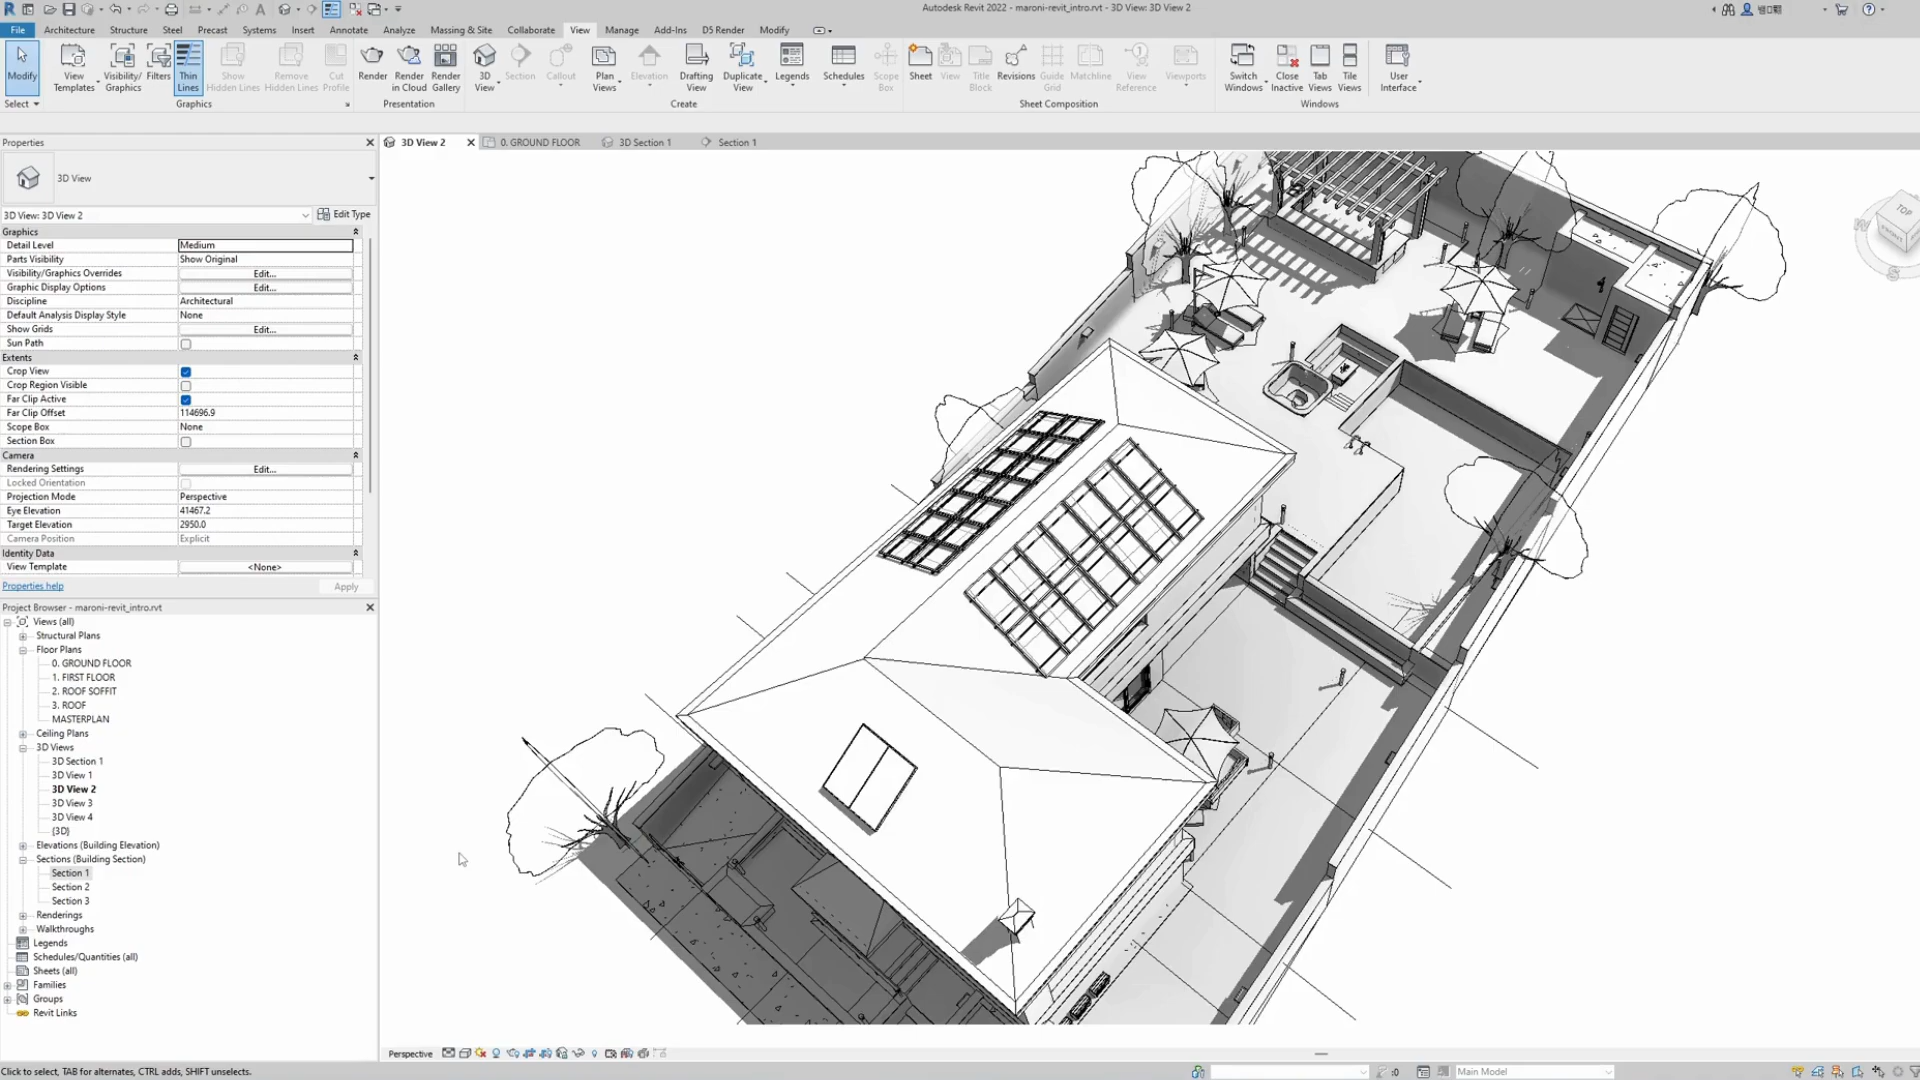 Autodesk Revit 2022 - maroni-revit_intro.rvt - 3D View: 3D View 2
File Architecture Structure Steel Precast Systems Insert Annotate Analyze Massing & Site Collaborate View Manage Add-Ins D5 Render Modify
Modify
View Templates
Visibility/ Graphics
Filters
Thin Lines
Show Hidden Lines
Remove Hidden Lines
Cut Profile
Render
Render in Cloud
Render Gallery
3D View
Section
Callout
Plan Views
Elevation
Drafting View
Duplicate View
Legends
Schedules
Scope Box
Sheet
View
Title Block
Revisions
Guide Grid
Matchline
View Reference
Viewports
Switch Windows
Close Inactive
Tab Views
Tile Views
User Interface
Select Graphics Presentation Create Sheet Composition Windows
Properties
3D View 2 0. GROUND FLOOR 3D Section 1 Section 1
3D View
3D View: 3D View 2 Edit Type
Graphics
Detail Level Medium
Parts Visibility Show Original
Visibility/Graphics Overrides Edit...
Graphic Display Options Edit...
Discipline Architectural
Default Analysis Display Style None
Show Grids Edit...
Sun Path
Extents
Crop View
Crop Region Visible
Far Clip Active
Far Clip Offset 114696.9
Scope Box None
Section Box
Camera
Rendering Settings Edit...
Locked Orientation
Projection Mode Perspective
Eye Elevation 41467.2
Target Elevation 2950.0
Camera Position Explicit
Identity Data
View Template <None>
Properties help Apply
Project Browser - maroni-revit_intro.rvt
Views (all)
Structural Plans
Floor Plans
0. GROUND FLOOR
1. FIRST FLOOR
2. ROOF SOFFIT
3. ROOF
MASTERPLAN
Ceiling Plans
3D Views
3D Section 1
3D View 1
3D View 2
3D View 3
3D View 4
{3D}
Elevations (Building Elevation)
Sections (Building Section)
Section 1
Section 2
Section 3
Renderings
Walkthroughs
Legends
Schedules/Quantities (all)
Sheets (all)
Families
Groups
Revit Links
TOP
FRONT
W
S
Perspective
Click to select, TAB for alternates, CTRL adds, SHIFT unselects.
:0
Main Model